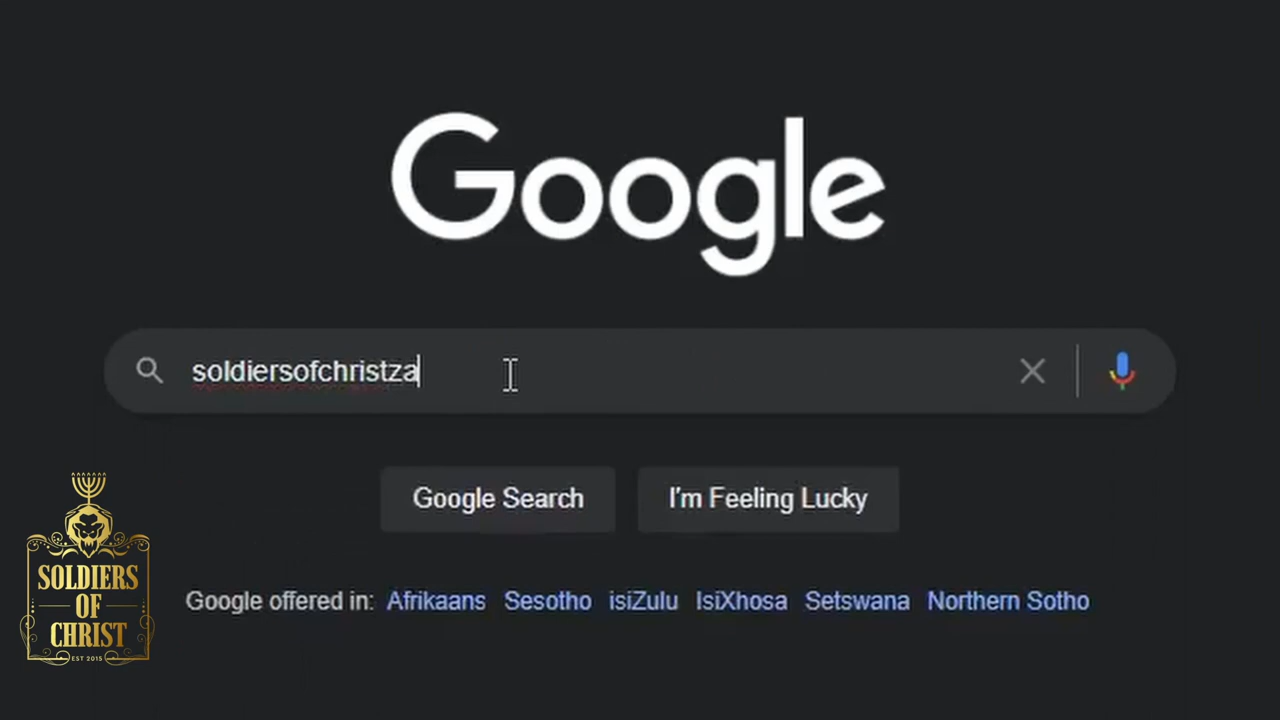 Google
soldiersofchristza
Google Search
I'm Feeling Lucky
Google offered in: Afrikaans Sesotho isiZulu IsiXhosa Setswana Northern Sotho
SOLDIERS
OF
CHRIST
EST 2015